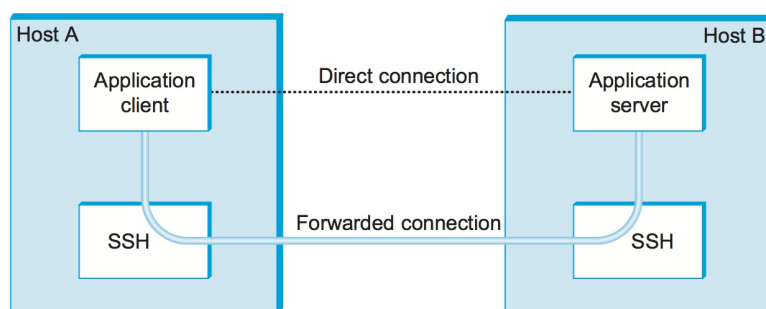 Host A
Host B
Application
client
Direct connection
Application
server
SSH
Forwarded connection
SSH